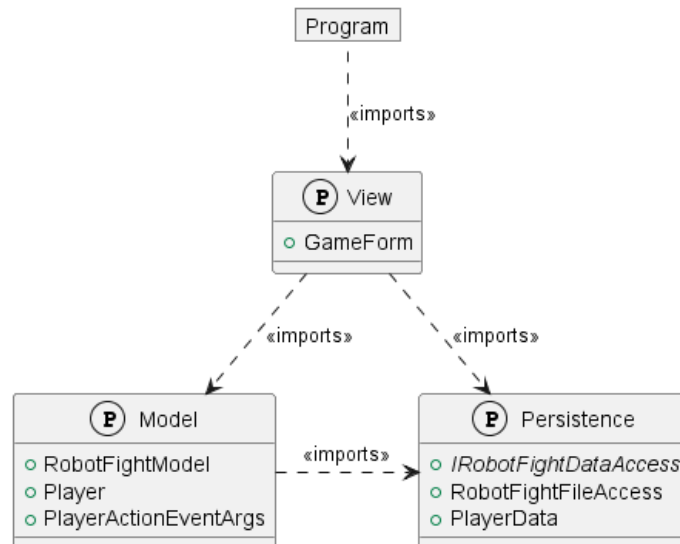 Program
«imports»
P View
GameForm
«imports»
«imports»
P Model
P Persistence
RobotFightModel
Player
PlayerActionEventArgs
«imports»
IRobotFightDataAccess
RobotFightFileAccess
PlayerData